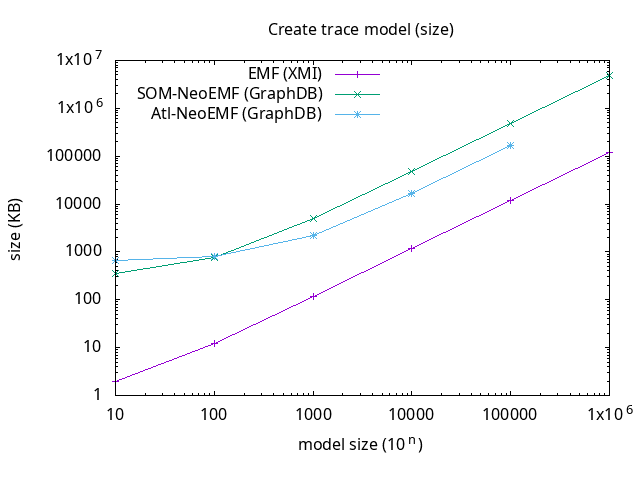 Create trace model (size)
1x10^7
1x10^6
100000
10000
1000
100
10
1
size (KB)
EMF (XMI)
SOM-NeoEMF (GraphDB)
Atl-NeoEMF (GraphDB)
10 100 1000 10000 100000 1x10^6
model size (10^n)